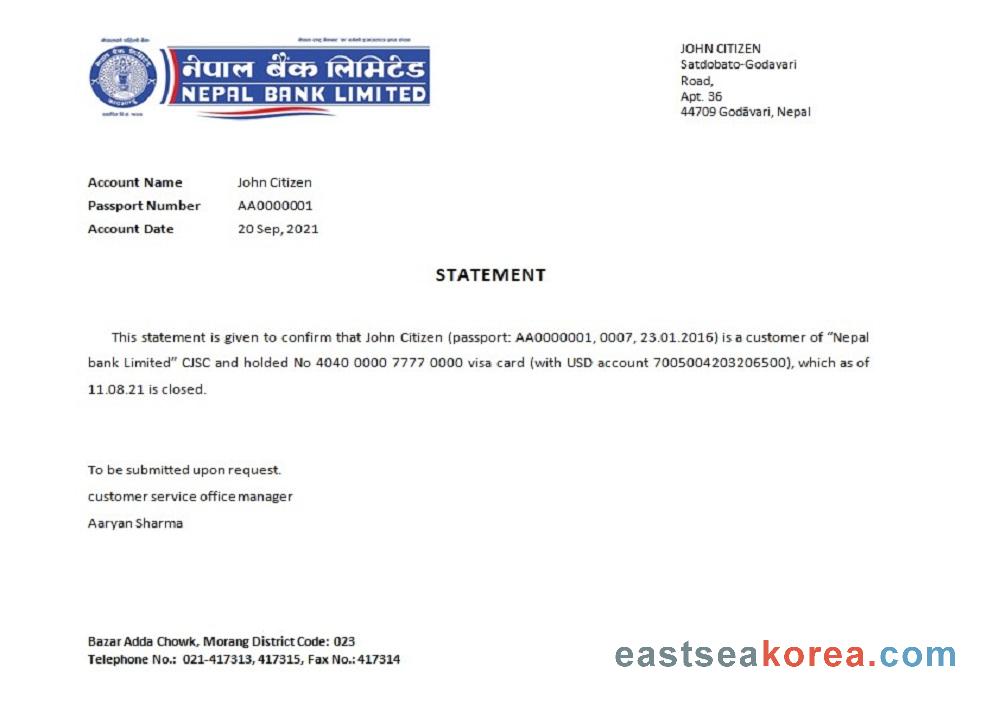 नेपाल बैंक लिमिटेड
NEPAL BANK LIMITED
JOHN CITIZEN
Satdobato-Godavari
Road,
Apt. 36
44709 Godāvari, Nepal
Account Name John Citizen
Passport Number AA0000001
Account Date 20 Sep, 2021
STATEMENT
This statement is given to confirm that John Citizen (passport: AA0000001, 0007, 23.01.2016) is a customer of “Nepal
bank Limited” CJSC and holded No 4040 0000 7777 0000 visa card (with USD account 7005004203206500), which as of
11.08.21 is closed.
To be submitted upon request.
customer service office manager
Aaryan Sharma
Bazar Adda Chowk, Morang District Code: 023
Telephone No.: 021-417313, 417315, Fax No.: 417314
eastseakorea.com